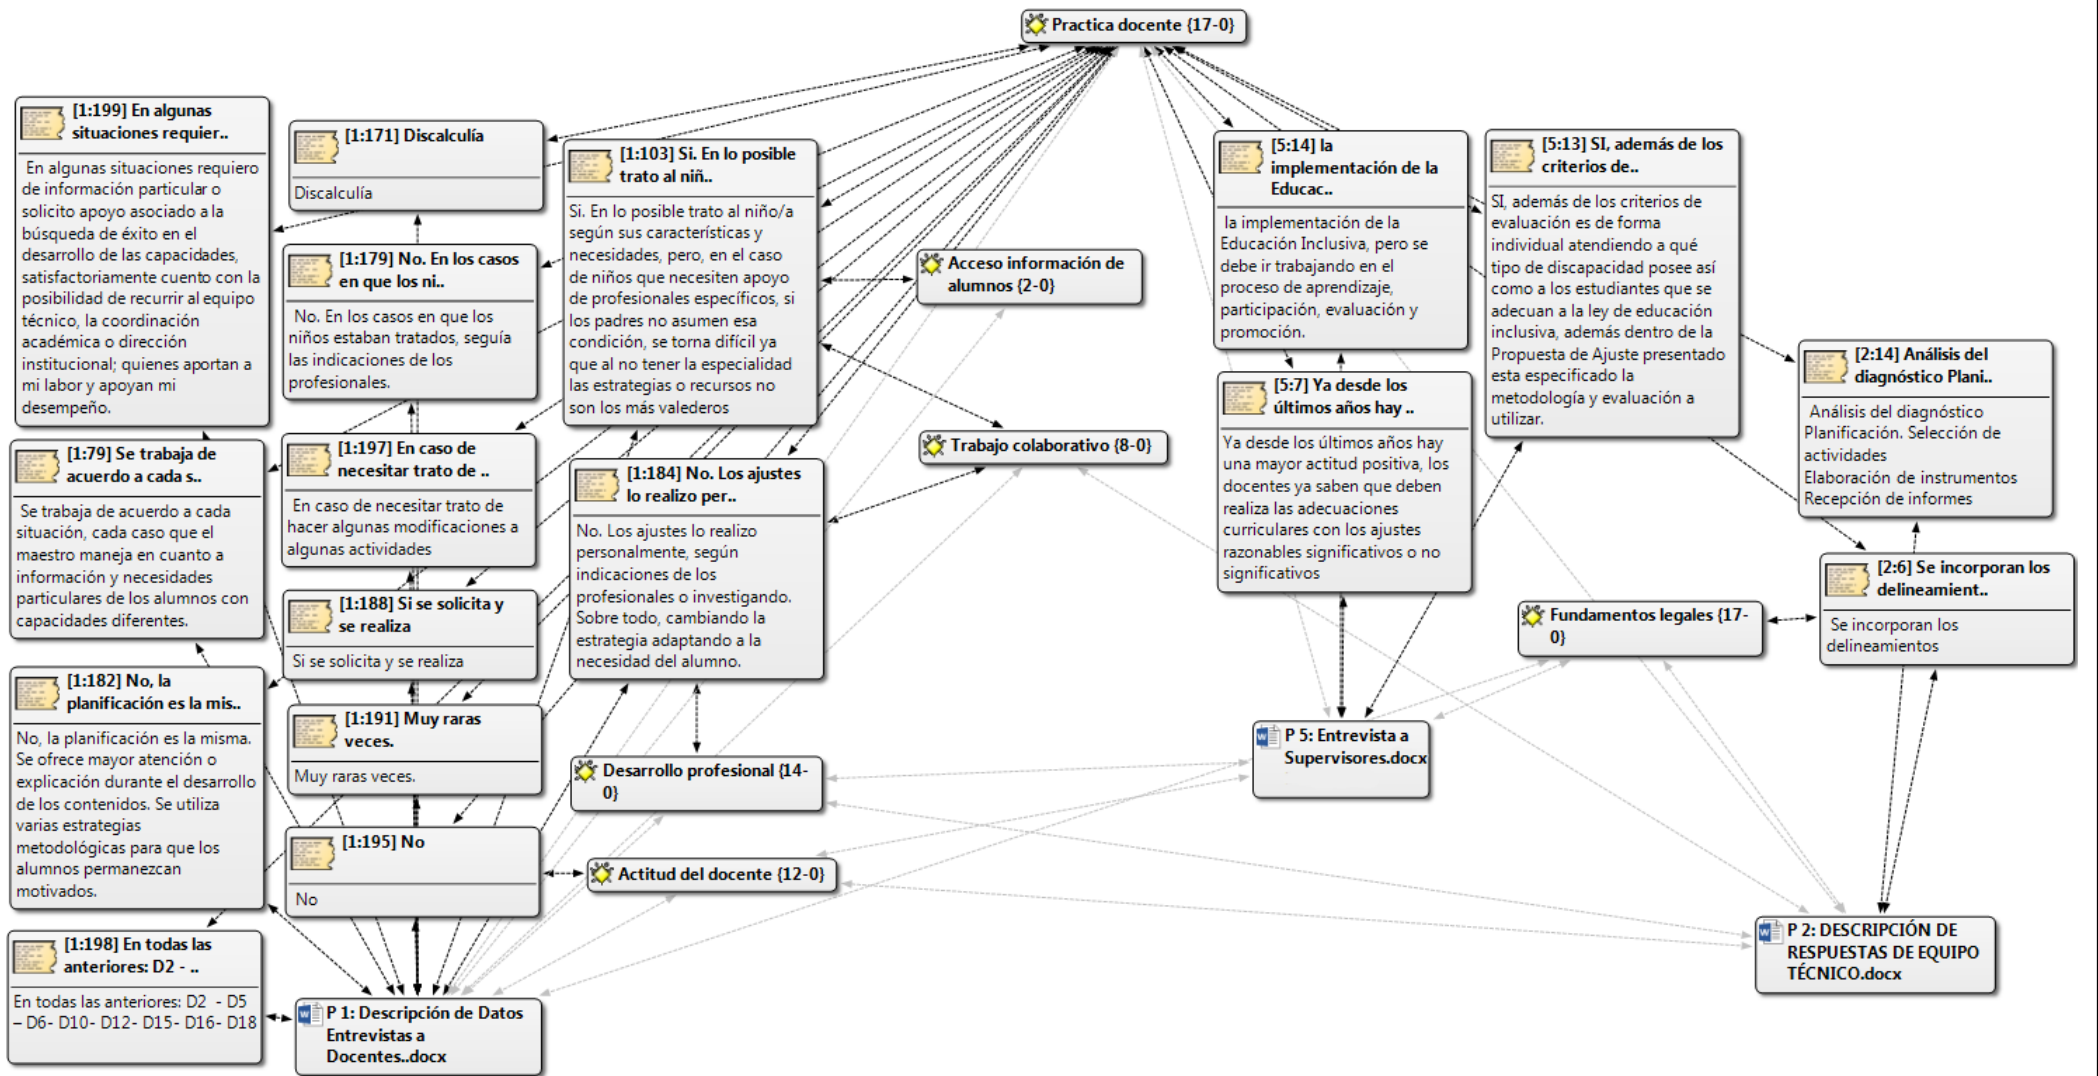 Practica docente {17-0}
[1:199] En algunas
situaciones requier..
En algunas situaciones requiero
de información particular o
solicito apoyo asociado a la
búsqueda de éxito en el
desarrollo de las capacidades,
satisfactoriamente cuento con la
posibilidad de recurrir al equipo
técnico, la coordinación
académica o dirección
institucional; quienes aportan a
mi labor y apoyan mi
desempeño.
[1:79] Se trabaja de
acuerdo a cada s..
Se trabaja de acuerdo a cada
situación, cada caso que el
maestro maneja en cuanto a
información y necesidades
particulares de los alumnos con
capacidades diferentes.
[1:182] No, la
planificación es la mis..
No, la planificación es la misma.
Se ofrece mayor atención o
explicación durante el desarrollo
de los contenidos. Se utiliza
varias estrategias
metodológicas para que los
alumnos permanezcan
motivados.
[1:198] En todas las
anteriores: D2 - ..
En todas las anteriores: D2 - D5
– D6- D10- D12- D15- D16- D18
[1:171] Discalculía
Discalculía
[1:179] No. En los casos
en que los ni..
No. En los casos en que los
niños estaban tratados, seguía
las indicaciones de los
profesionales.
[1:197] En caso de
necesitar trato de ..
En caso de necesitar trato de
hacer algunas modificaciones a
algunas actividades
[1:188] Si se solicita y
se realiza
Si se solicita y se realiza
[1:191] Muy raras
veces.
Muy raras veces.
[1:195] No
No
P 1: Descripción de Datos
Entrevistas a
Docentes..docx
[1:103] Si. En lo posible
trato al niñ..
Si. En lo posible trato al niño/a
según sus características y
necesidades, pero, en el caso
de niños que necesiten apoyo
de profesionales específicos, si
los padres no asumen esa
condición, se torna difícil ya
que al no tener la especialidad
las estrategias o recursos no
son los más valederos
[1:184] No. Los ajustes
lo realizo per..
No. Los ajustes lo realizo
personalmente, según
indicaciones de los
profesionales o investigando.
Sobre todo, cambiando la
estrategia adaptando a la
necesidad del alumno.
Desarrollo profesional {14-
0}
Actitud del docente {12-0}
Acceso información de
alumnos {2-0}
Trabajo colaborativo {8-0}
[5:14] la
implementación de la
Educac..
la implementación de la
Educación Inclusiva, pero se
debe ir trabajando en el
proceso de aprendizaje,
participación, evaluación y
promoción.
[5:7] Ya desde los
últimos años hay ..
Ya desde los últimos años hay
una mayor actitud positiva, los
docentes ya saben que deben
realiza las adecuaciones
curriculares con los ajustes
razonables significativos o no
significativos
P 5: Entrevista a
Supervisores.docx
[5:13] SI, además de los
criterios de..
SI, además de los criterios de
evaluación es de forma
individual atendiendo a qué
tipo de discapacidad posee así
como a los estudiantes que se
adecuan a la ley de educación
inclusiva, además dentro de la
Propuesta de Ajuste presentado
esta especificado la
metodología y evaluación a
utilizar.
Fundamentos legales {17-
0}
[2:14] Análisis del
diagnóstico Plani..
Análisis del diagnóstico
Planificación. Selección de
actividades
Elaboración de instrumentos
Recepción de informes
[2:6] Se incorporan los
delineamient..
Se incorporan los
delineamientos
P 2: DESCRIPCIÓN DE
RESPUESTAS DE EQUIPO
TÉCNICO.docx